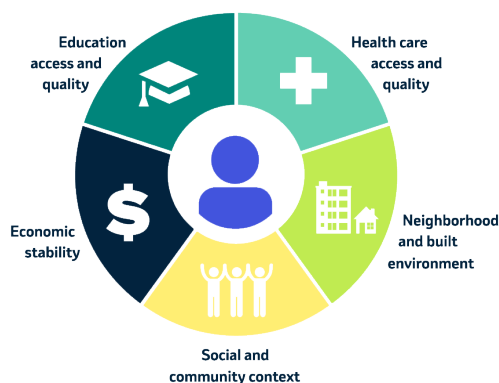 Education
access and
quality
Health care
access and
quality
Economic
stability
Neighborhood
and built
environment
Social and
community context